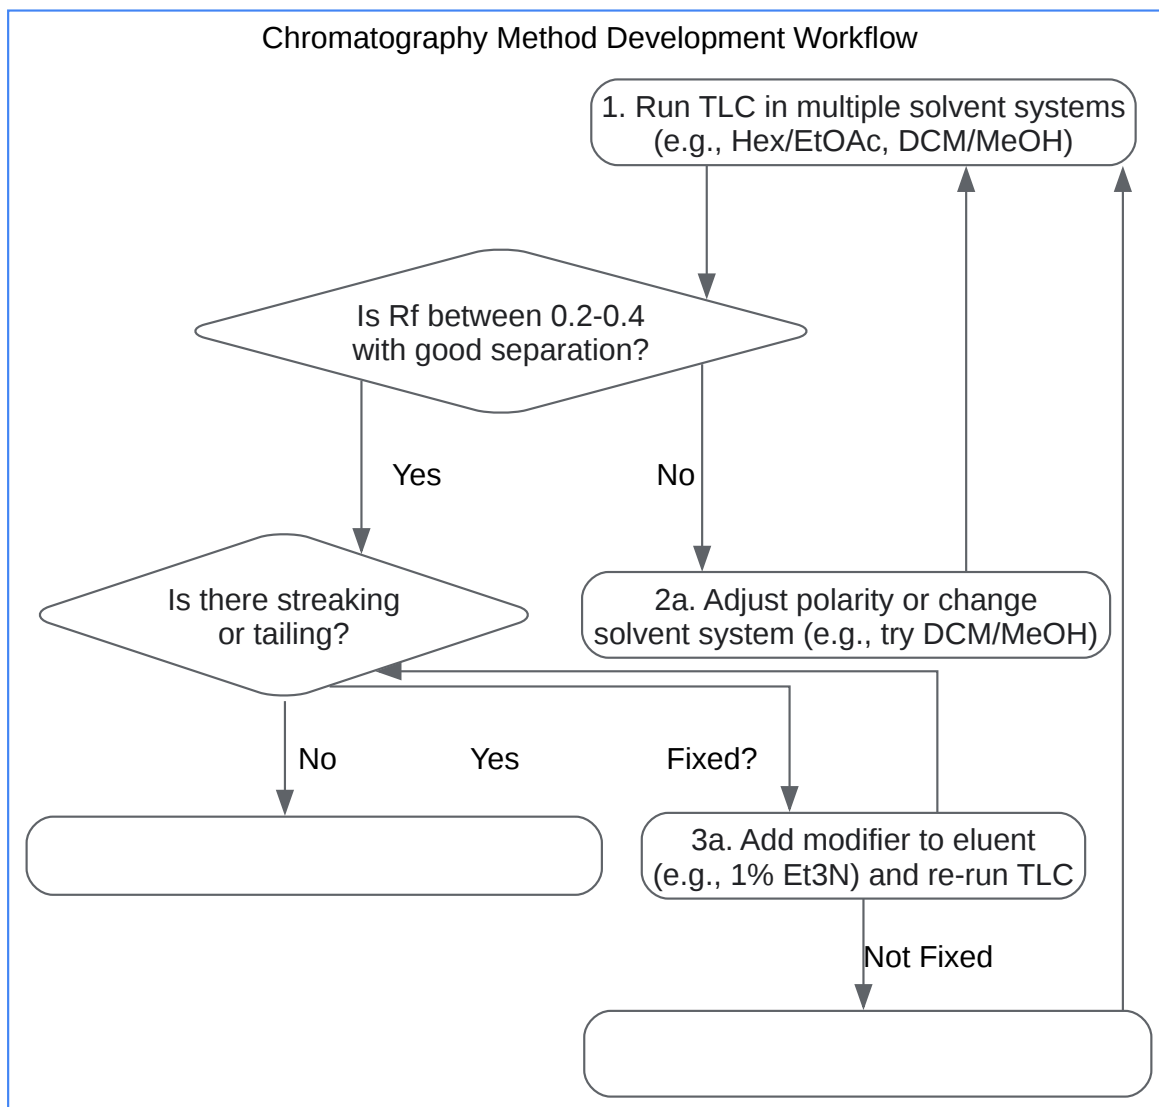 Chromatography Method Development Workflow
1. Run TLC in multiple solvent systems
(e.g., Hex/EtOAc, DCM/MeOH)
Is Rf between 0.2-0.4
with good separation?
Yes
No
Is there streaking
or tailing?
2a. Adjust polarity or change
solvent system (e.g., try DCM/MeOH)
No
Yes
Fixed?
3a. Add modifier to eluent
(e.g., 1% Et3N) and re-run TLC
Not Fixed